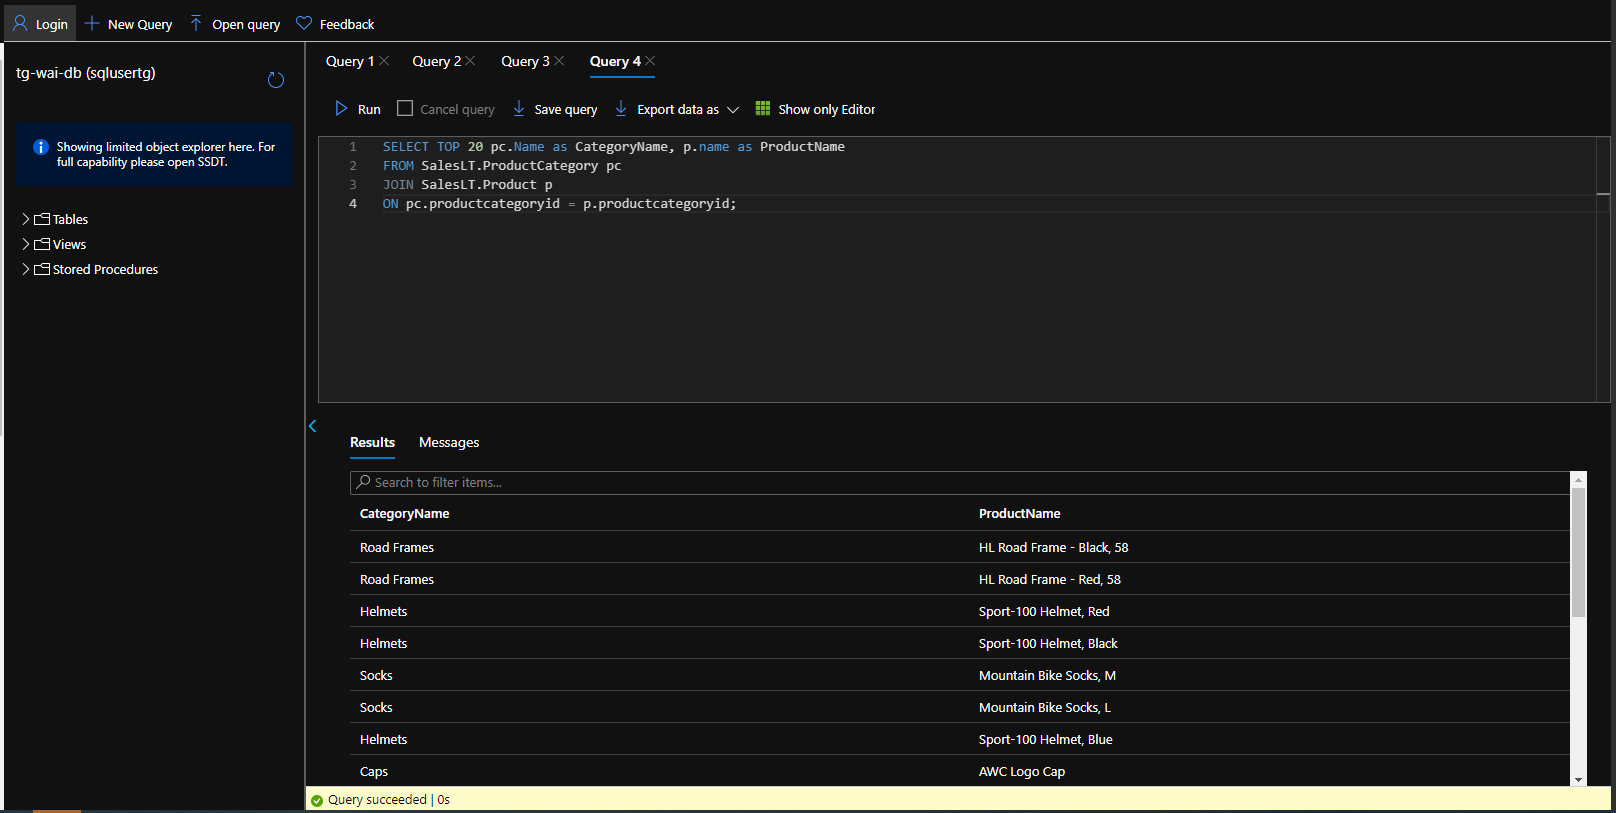 Login New Query Open query Feedback
tg-wai-db (sqlusertg)
Showing limited object explorer here. For
full capability please open SSDT.
Tables
Views
Stored Procedures
Query 1 Query 2 Query 3 Query 4
Run Cancel query Save query Export data as Show only Editor
1 SELECT TOP 20 pc.Name as CategoryName, p.name as ProductName
2 FROM SalesLT.ProductCategory pc
3 JOIN SalesLT.Product p
4 ON pc.productcategoryid = p.productcategoryid;
Results Messages
Search to filter items...
CategoryName ProductName
Road Frames HL Road Frame - Black, 58
Road Frames HL Road Frame - Red, 58
Helmets Sport-100 Helmet, Red
Helmets Sport-100 Helmet, Black
Socks Mountain Bike Socks, M
Socks Mountain Bike Socks, L
Helmets Sport-100 Helmet, Blue
Caps AWC Logo Cap
Query succeeded | 0s